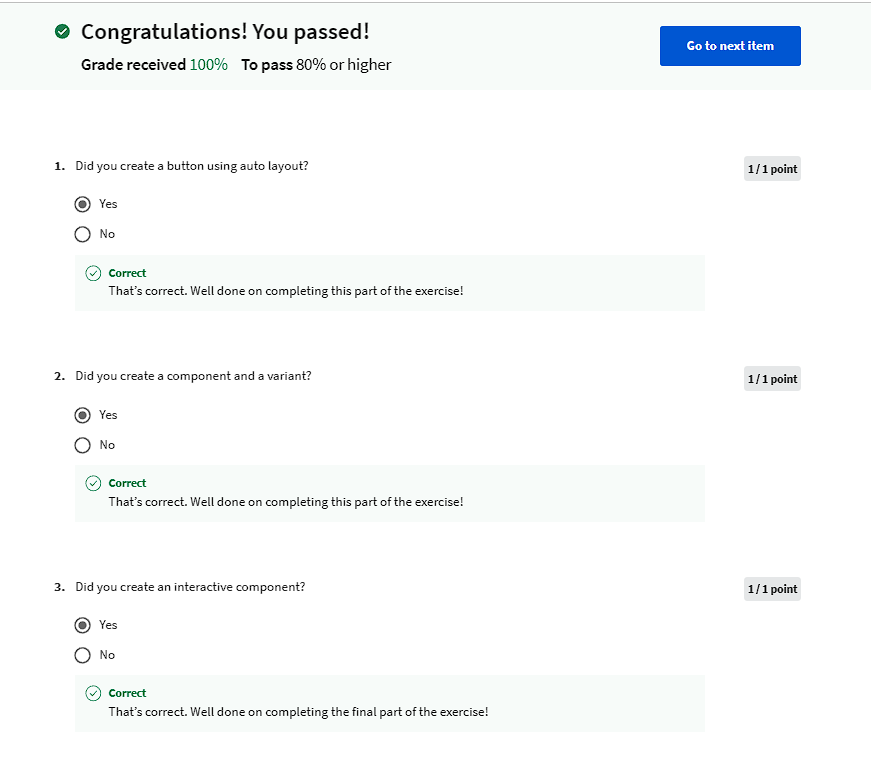 Congratulations! You passed!
Go to next item
Grade received 100% To pass 80% or higher
1. Did you create a button using auto layout?
1 / 1 point
Yes
No
Correct
That's correct. Well done on completing this part of the exercise!
2. Did you create a component and a variant?
1 / 1 point
Yes
No
Correct
That's correct. Well done on completing this part of the exercise!
3. Did you create an interactive component?
1 / 1 point
Yes
No
Correct
That's correct. Well done on completing the final part of the exercise!